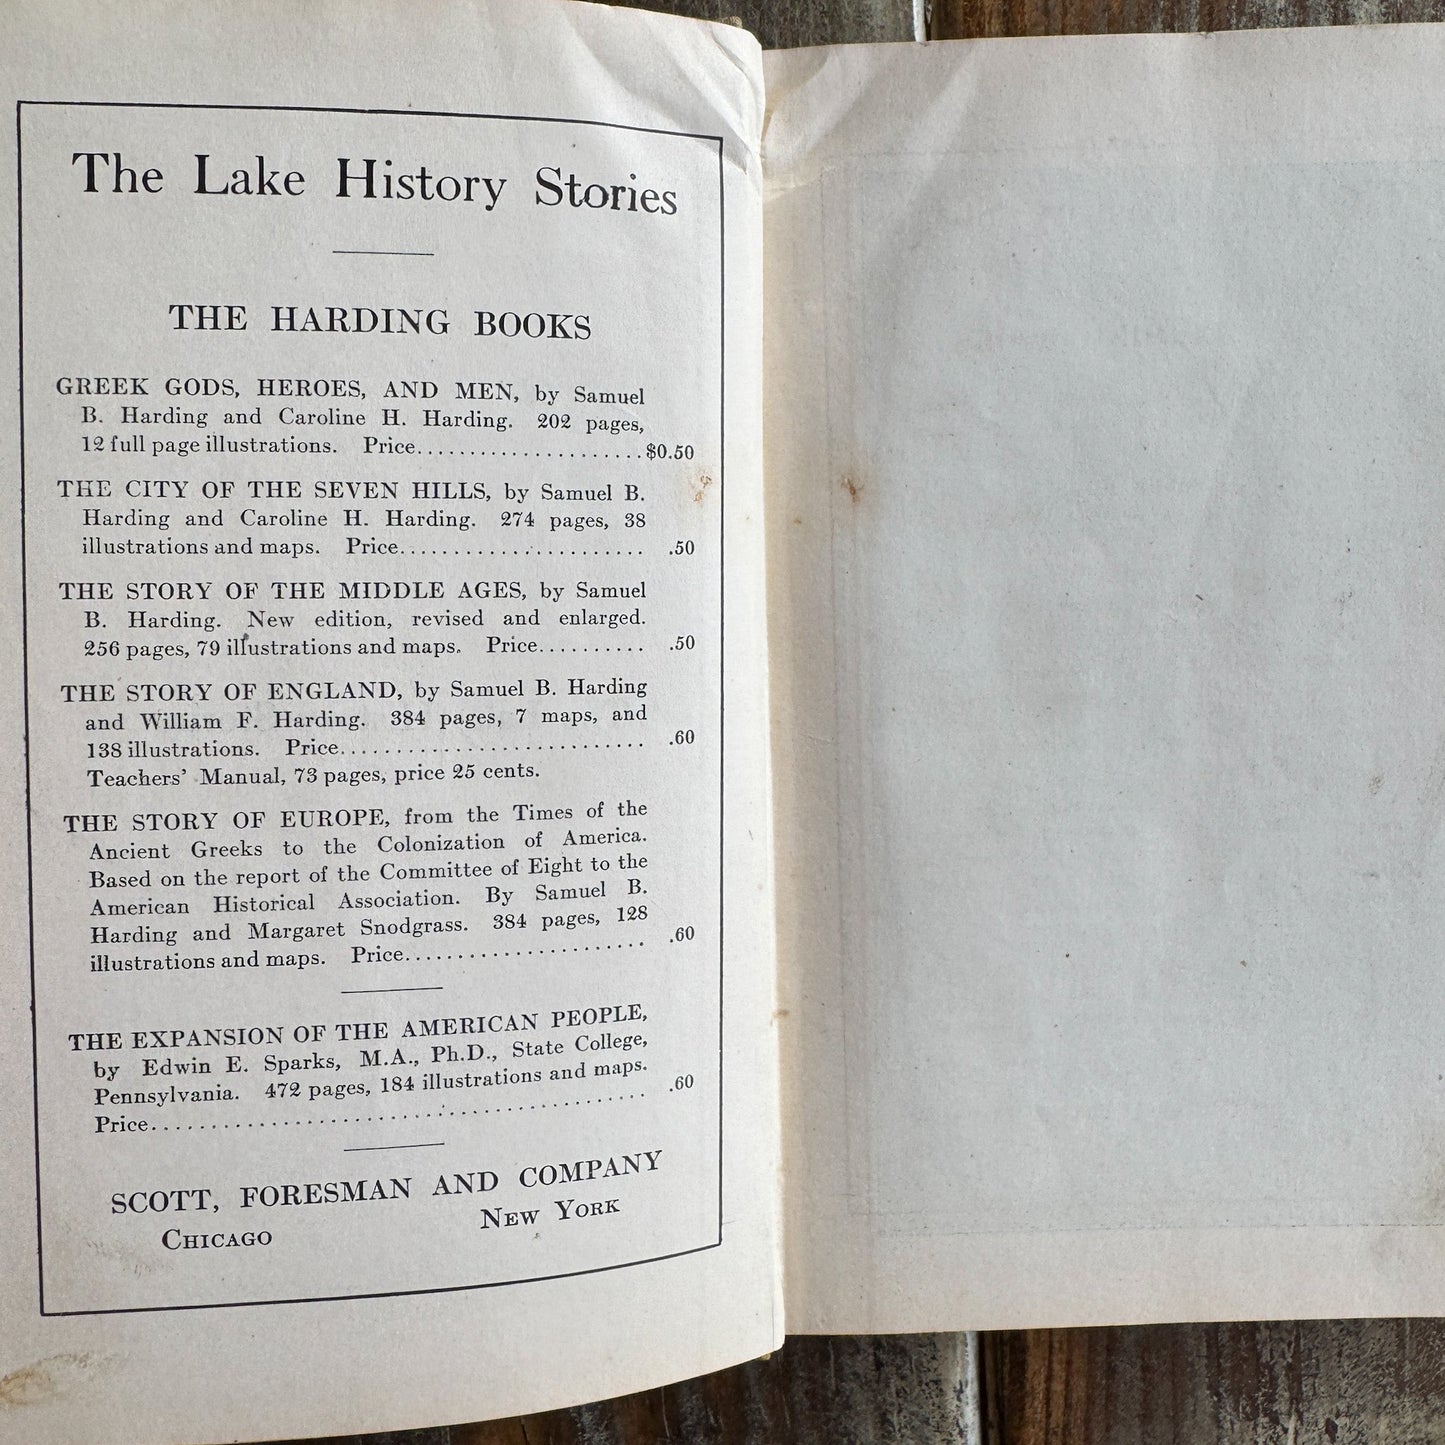 The Lake History Stories
THE HARDING BOOKS
GREEK GODS, HEROES, AND MEN, by Samuel
B. Harding and Caroline H. Harding. 202 pages,
12 full page illustrations. Price......................$0.50
THE CITY OF THE SEVEN HILLS, by Samuel B.
Harding and Caroline H. Harding. 274 pages, 38
illustrations and maps. Price....................... .50
THE STORY OF THE MIDDLE AGES, by Samuel
B. Harding. New edition, revised and enlarged.
256 pages, 79 illustrations and maps. Price.......... .50
THE STORY OF ENGLAND, by Samuel B. Harding
and William F. Harding. 384 pages, 7 maps, and
138 illustrations. Price............................ .60
Teachers' Manual, 73 pages, price 25 cents.
THE STORY OF EUROPE, from the Times of the
Ancient Greeks to the Colonization of America.
Based on the report of the Committee of Eight to the
American Historical Association. By Samuel B.
Harding and Margaret Snodgrass. 384 pages, 128
illustrations and maps. Price...................... .60
THE EXPANSION OF THE AMERICAN PEOPLE,
by Edwin E. Sparks, M.A., Ph.D., State College,
Pennsylvania. 472 pages, 184 illustrations and maps.
Price............................................ .60
SCOTT, FORESMAN AND COMPANY
CHICAGO NEW YORK